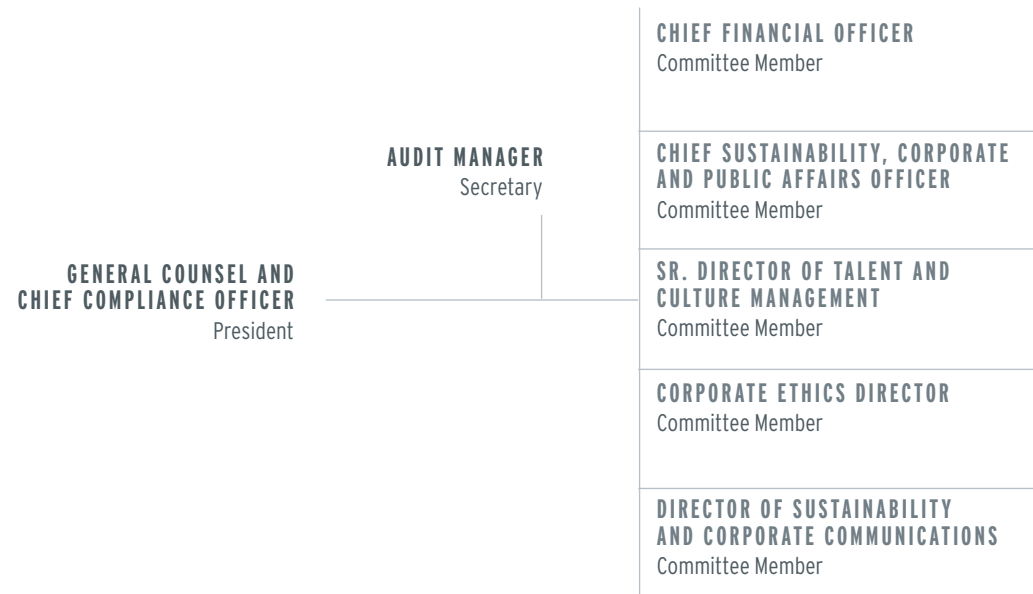 GENERAL COUNSEL AND
CHIEF COMPLIANCE OFFICER
President
AUDIT MANAGER
Secretary
CHIEF FINANCIAL OFFICER
Committee Member
CHIEF SUSTAINABILITY, CORPORATE
AND PUBLIC AFFAIRS OFFICER
Committee Member
SR. DIRECTOR OF TALENT AND
CULTURE MANAGEMENT
Committee Member
CORPORATE ETHICS DIRECTOR
Committee Member
DIRECTOR OF SUSTAINABILITY
AND CORPORATE COMMUNICATIONS
Committee Member